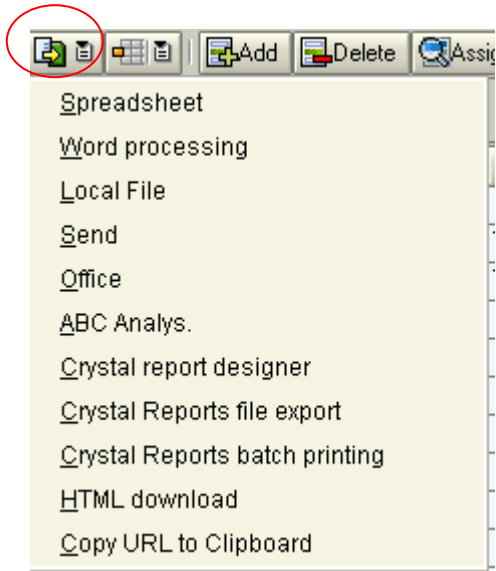 Add Delete Assig
Spreadsheet
Word processing
Local File
Send
Office
ABC Analys.
Crystal report designer
Crystal Reports file export
Crystal Reports batch printing
HTML download
Copy URL to Clipboard